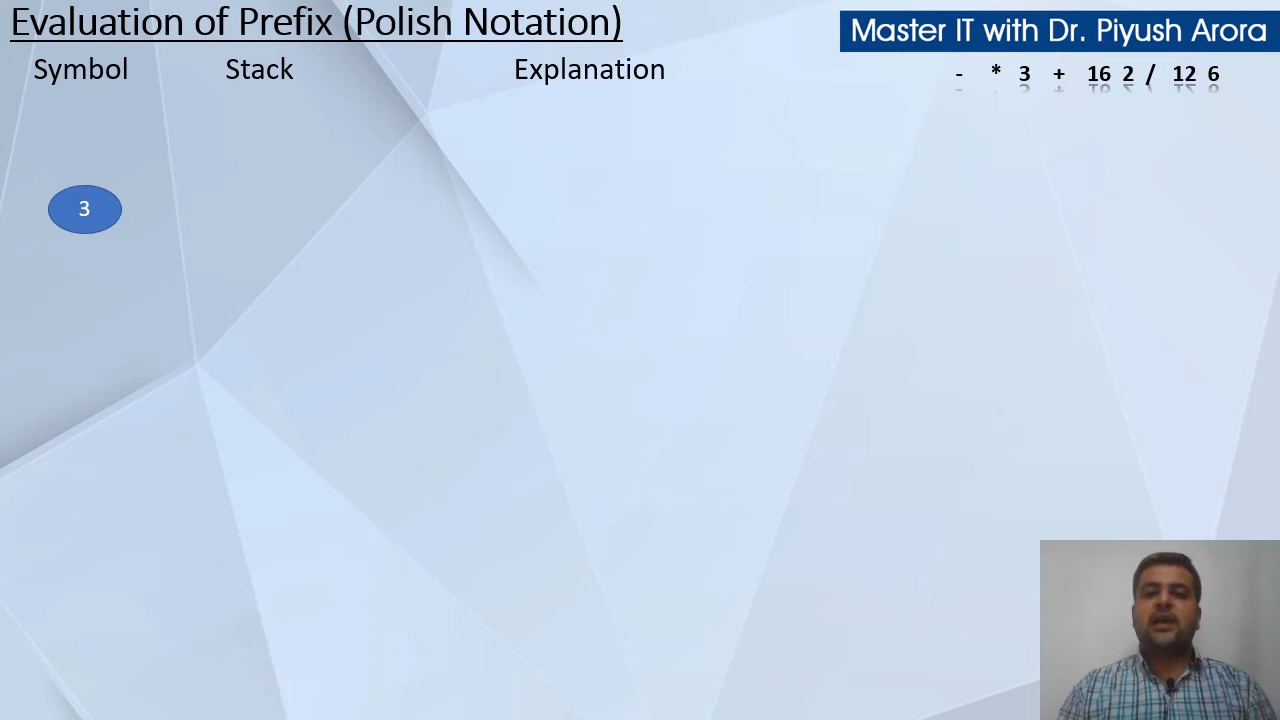 Evaluation of Prefix (Polish Notation)
Master IT with Dr. Piyush Arora
Symbol Stack Explanation
- * 3 + 16 2 / 12 6
3